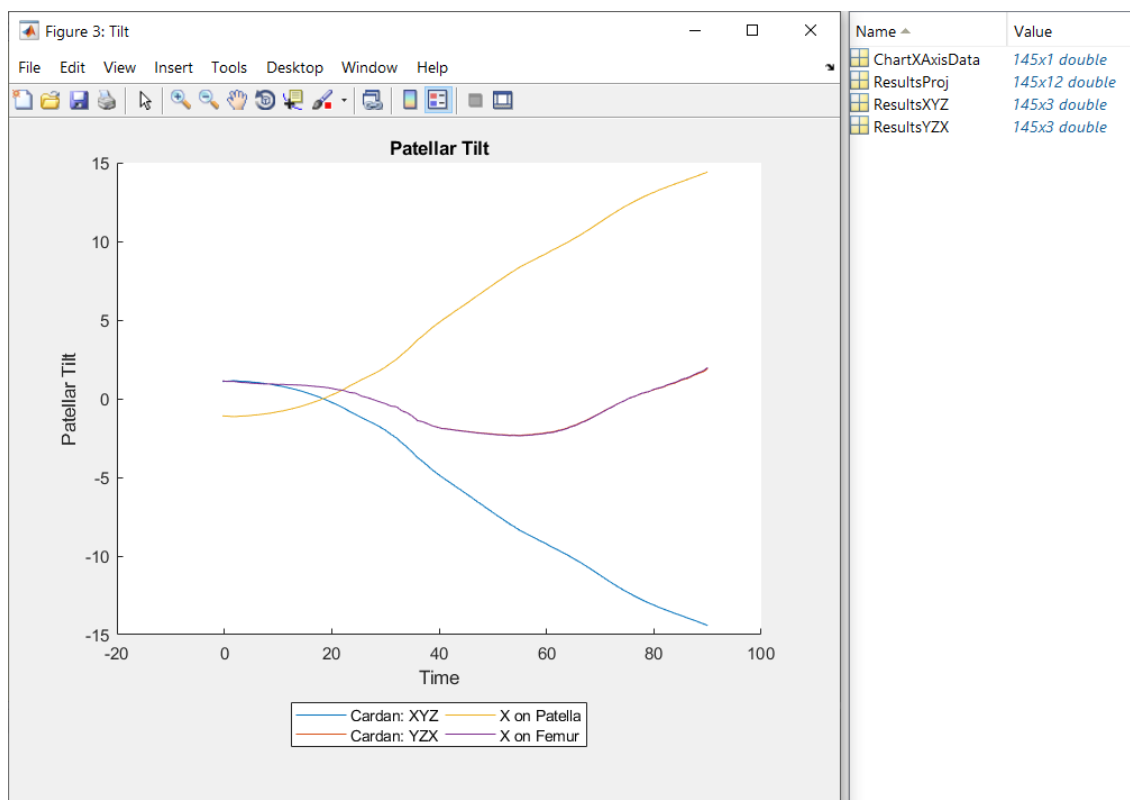 Figure 3: Tilt
File Edit View Insert Tools Desktop Window Help
Patellar Tilt
15
10
5
0
-5
-10
-15
Patellar Tilt
-20 0 20 40 60 80 100
Time
Cardan: XYZ X on Patella
Cardan: YZX X on Femur
Name Value
ChartXAxisData 145x1 double
ResultsProj 145x12 double
ResultsXYZ 145x3 double
ResultsYZX 145x3 double